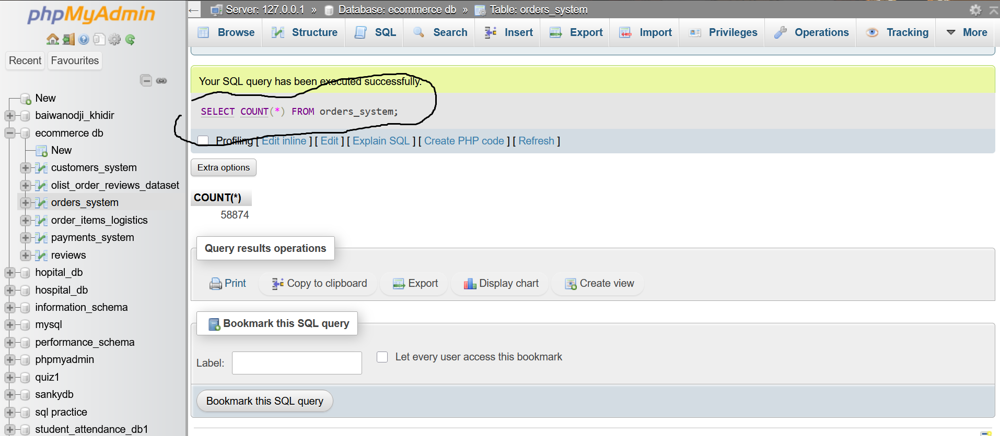 phpMyAdmin
Recent Favourites
New
baiwanodji_khidir
ecommerce db
New
customers_system
olist_order_reviews_dataset
orders_system
order_items_logistics
payments_system
reviews
hopital_db
hospital_db
information_schema
mysql
performance_schema
phpmyadmin
quiz1
sankydb
sql practice
student_attendance_db1
Server: 127.0.0.1 » Database: ecommerce db » Table: orders_system
Browse Structure SQL Search Insert Export Import Privileges Operations Tracking More
Your SQL query has been executed successfully.
SELECT COUNT(*) FROM orders_system;
Profiling [ Edit inline ] [ Edit ] [ Explain SQL ] [ Create PHP code ] [ Refresh ]
Extra options
COUNT(*)
58874
Query results operations
Print Copy to clipboard Export Display chart Create view
Bookmark this SQL query
Label: Let every user access this bookmark
Bookmark this SQL query